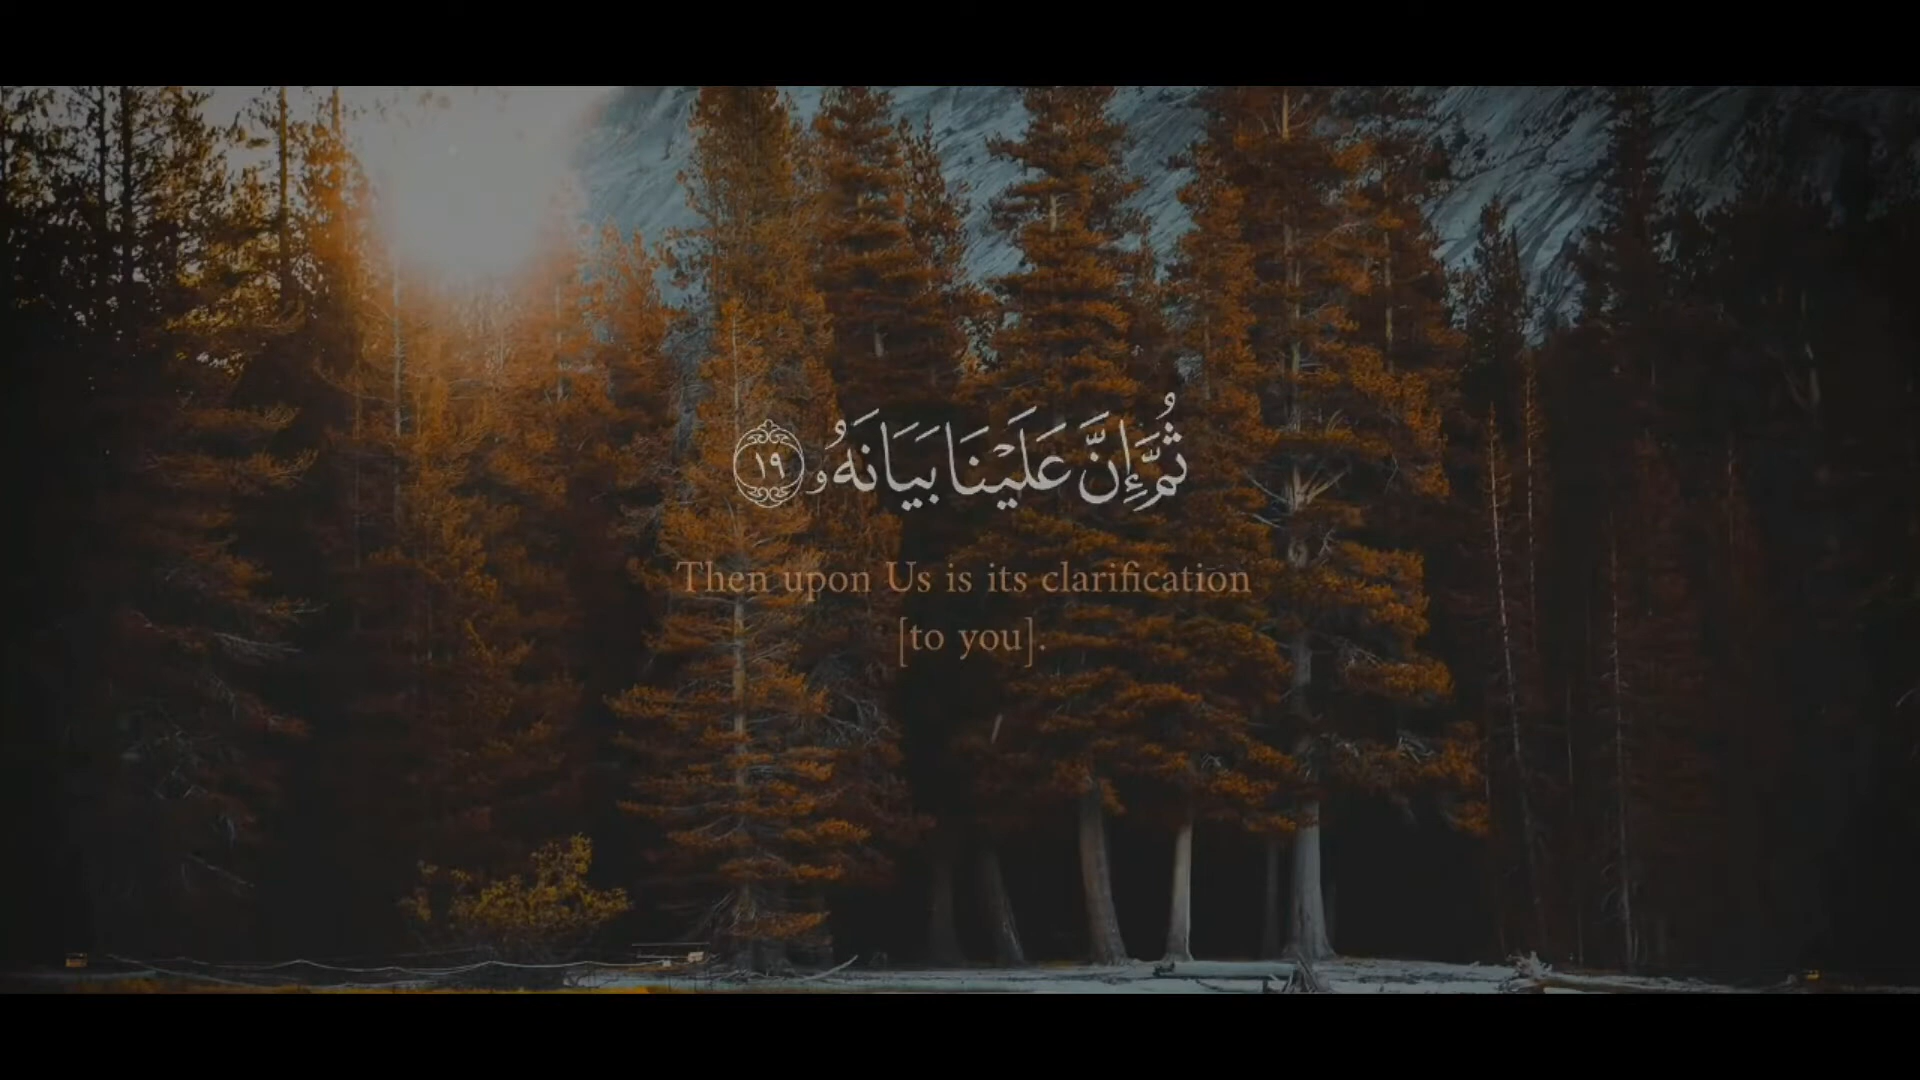 ثُمَّ إِنَّ عَلَيْنَا بَيَانَهُۥ ١٩
Then upon Us is its clarification
[to you].